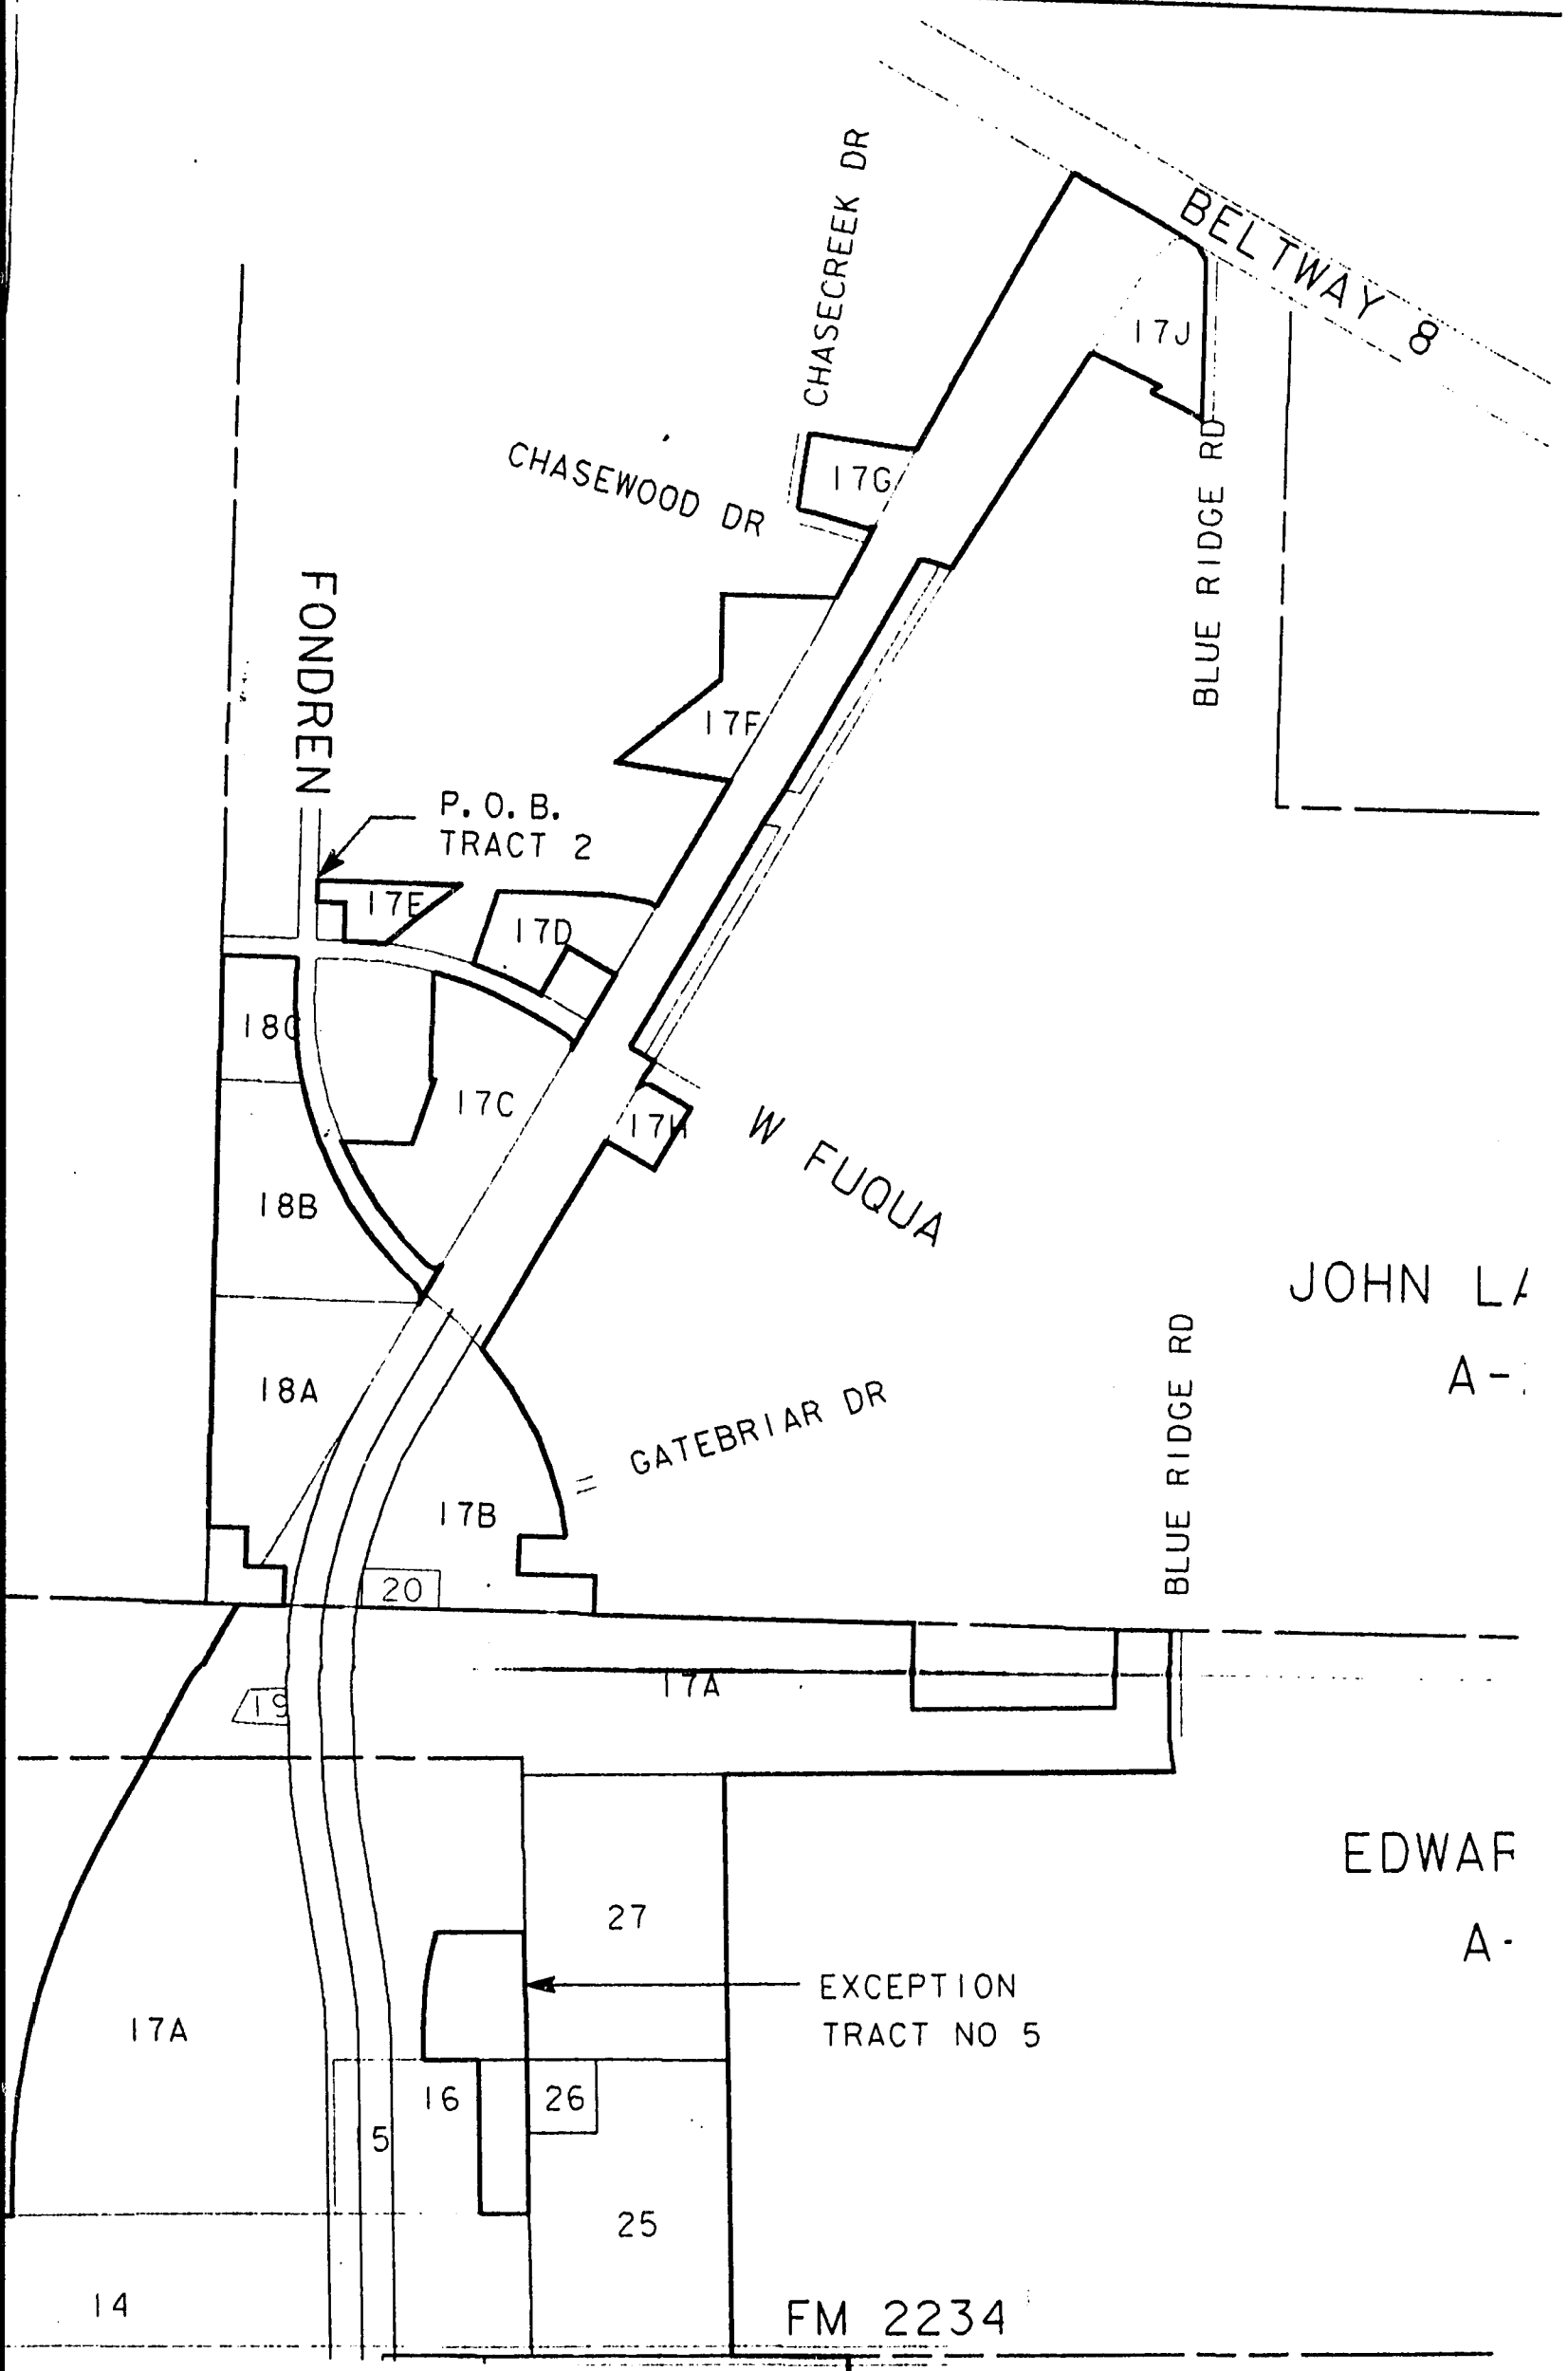 BELTWAY 8
CHASECREEK DR
17J
17G
CHASEWOOD DR
BLUE RIDGE RD
FONDREN
17F
P.O.B.
TRACT 2
17E
17D
18C
17C
17H
W FUQUA
18B
JOHN
A-
18A
BLUE RIDGE RD
GATEBRIAR DR
17B
20
17A
19
EDWAR
A-
27
EXCEPTION
TRACT NO 5
17A
16
26
5
25
14
FM 2234